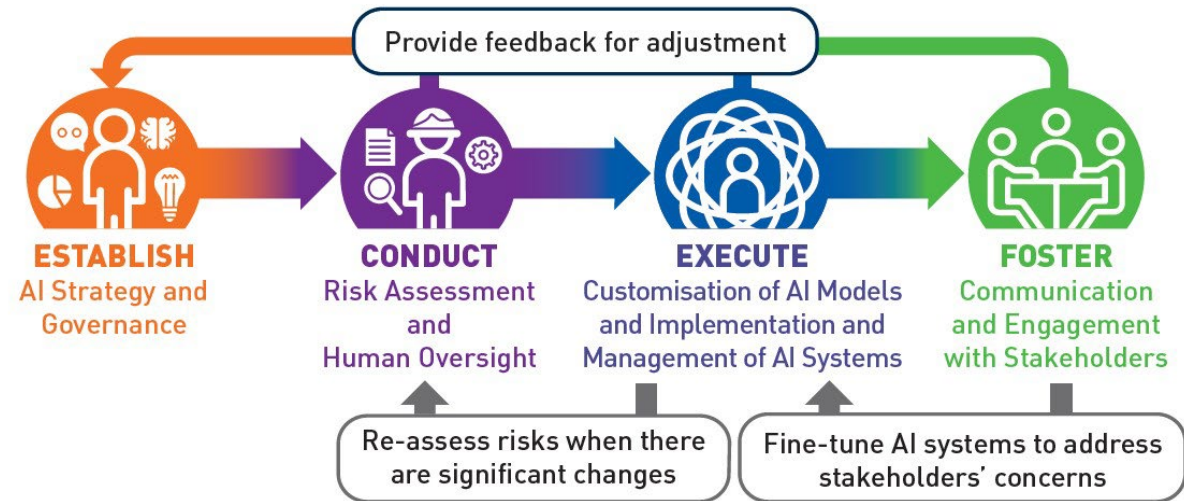 Provide feedback for adjustment
ESTABLISH
AI Strategy and
Governance
CONDUCT
Risk Assessment
and
Human Oversight
EXECUTE
Customisation of AI Models
and Implementation and
Management of AI Systems
FOSTER
Communication
and Engagement
with Stakeholders
Re-assess risks when there
are significant changes
Fine-tune AI systems to address
stakeholders’ concerns